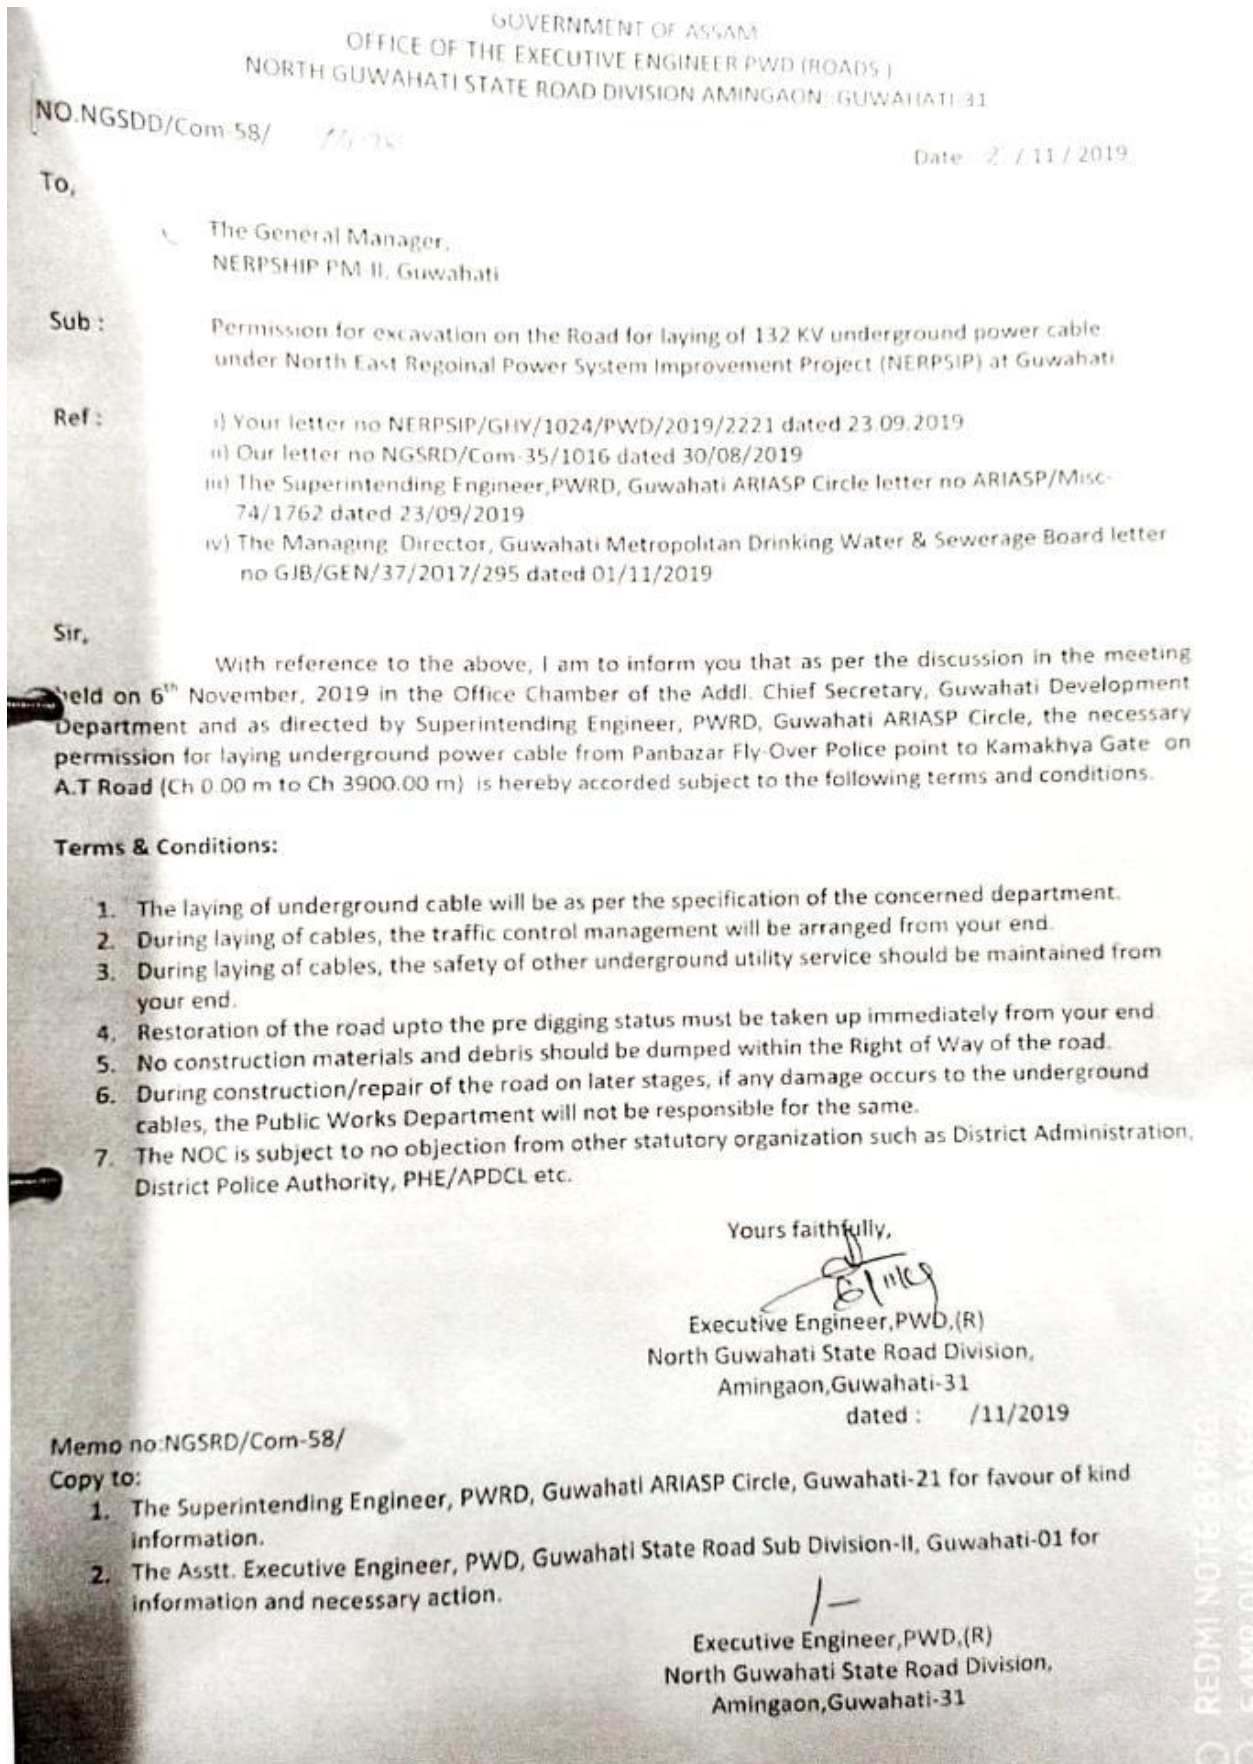 GOVERNMENT OF ASSAM
OFFICE OF THE EXECUTIVE ENGINEER PWD (ROADS )
NORTH GUWAHATI STATE ROAD DIVISION AMINGAON :GUWAHATI-31
NO.NGSDD/Com-58/
Date 2 / 11 / 2019
To,
The General Manager,
NERPSHIP PM-II, Guwahati
Sub : Permission for excavation on the Road for laying of 132 KV underground power cable
under North East Regoinal Power System Improvement Project (NERPSIP) at Guwahati
Ref : i) Your letter no NERPSIP/GHY/1024/PWD/2019/2221 dated 23.09.2019
ii) Our letter no NGSRD/Com-35/1016 dated 30/08/2019
iii) The Superintending Engineer,PWRD, Guwahati ARIASP Circle letter no ARIASP/Misc-
74/1762 dated 23/09/2019
iv) The Managing Director, Guwahati Metropolitan Drinking Water & Sewerage Board letter
no GJB/GEN/37/2017/295 dated 01/11/2019
Sir,
With reference to the above, I am to inform you that as per the discussion in the meeting
held on 6th November, 2019 in the Office Chamber of the Addl. Chief Secretary, Guwahati Development
Department and as directed by Superintending Engineer, PWRD, Guwahati ARIASP Circle, the necessary
permission for laying underground power cable from Panbazar Fly-Over Police point to Kamakhya Gate on
A.T Road (Ch 0.00 m to Ch 3900.00 m) is hereby accorded subject to the following terms and conditions.
Terms & Conditions:
1. The laying of underground cable will be as per the specification of the concerned department.
2. During laying of cables, the traffic control management will be arranged from your end.
3. During laying of cables, the safety of other underground utility service should be maintained from
your end.
4. Restoration of the road upto the pre digging status must be taken up immediately from your end.
5. No construction materials and debris should be dumped within the Right of Way of the road.
6. During construction/repair of the road on later stages, if any damage occurs to the underground
cables, the Public Works Department will not be responsible for the same.
7. The NOC is subject to no objection from other statutory organization such as District Administration,
District Police Authority, PHE/APDCL etc.
Yours faithfully,
6/11/19
Executive Engineer,PWD,(R)
North Guwahati State Road Division,
Amingaon,Guwahati-31
dated : /11/2019
Memo no:NGSRD/Com-58/
Copy to:
1. The Superintending Engineer, PWRD, Guwahati ARIASP Circle, Guwahati-21 for favour of kind
information.
2. The Asstt. Executive Engineer, PWD, Guwahati State Road Sub Division-II, Guwahati-01 for
information and necessary action.
Executive Engineer,PWD,(R)
North Guwahati State Road Division,
Amingaon,Guwahati-31
REDMI NOTE 8 PRO